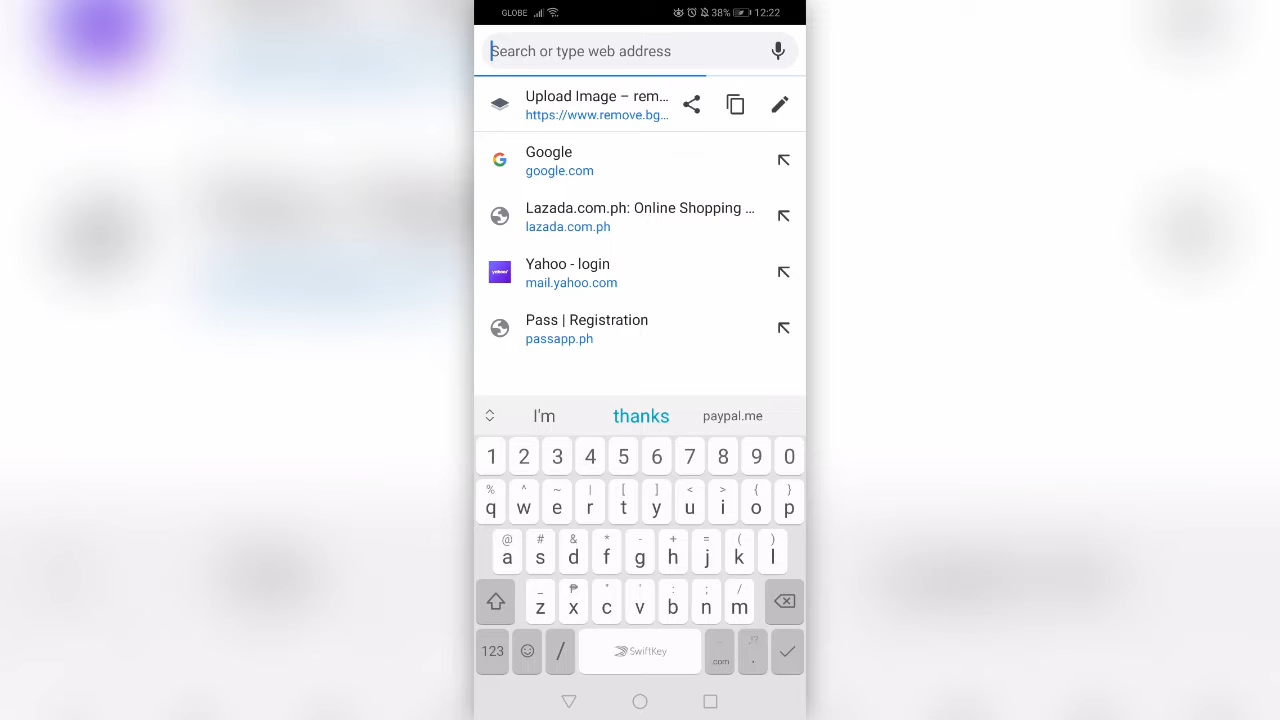 GLOBE 38% 12:22
Search or type web address
Upload Image – rem...
https://www.remove.bg...
Google
google.com
Lazada.com.ph: Online Shopping ...
lazada.com.ph
Yahoo - login
mail.yahoo.com
Pass | Registration
passapp.ph
I'm thanks paypal.me
1 2 3 4 5 6 7 8 9 0
% ^ ~ | [ ] < > { }
q w e r t y u i o p
@ # & * - + = ( )
a s d f g h j k l
_ ₱ " ' : ; /
z x c v b n m
123 / SwiftKey .com .